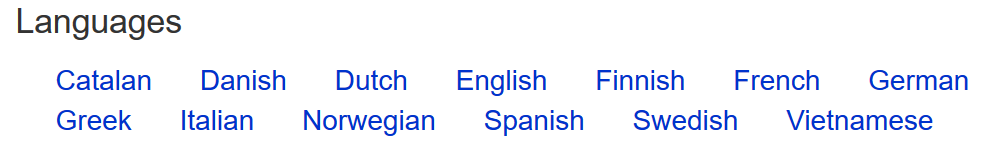 Languages
Catalan Danish Dutch English Finnish French German
Greek Italian Norwegian Spanish Swedish Vietnamese